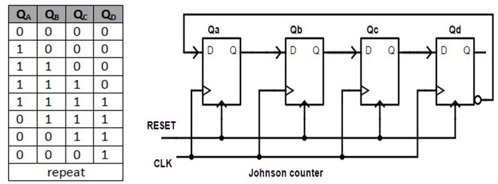 QA QB QC QD
0 0 0 0
1 0 0 0
1 1 0 0
1 1 1 0
1 1 1 1
0 1 1 1
0 0 1 1
0 0 0 1
repeat
Qa Qb Qc Qd
D Q D Q D Q D Q
RESET
CLK
Johnson counter